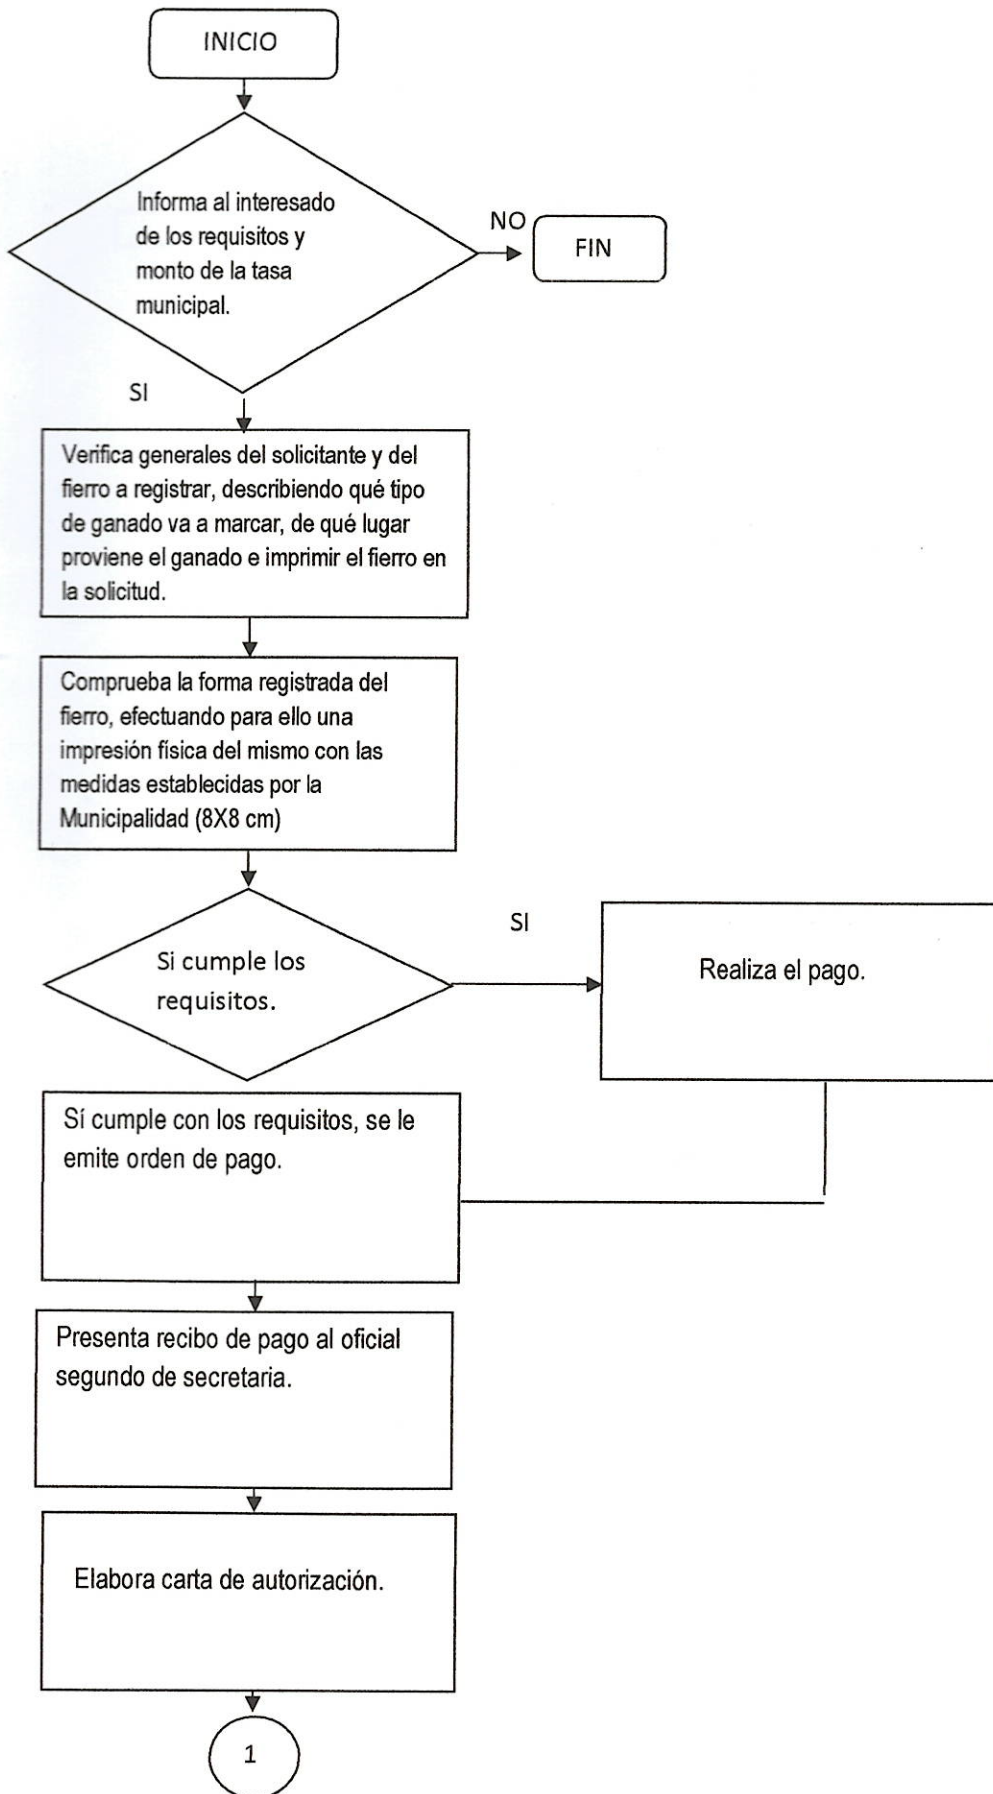 INICIO
Informa al interesado
de los requisitos y
monto de la tasa
municipal.
NO
FIN
SI
Verifica generales del solicitante y del
fierro a registrar, describiendo qué tipo
de ganado va a marcar, de qué lugar
proviene el ganado e imprimir el fierro en
la solicitud.
Comprueba la forma registrada del
fierro, efectuando para ello una
impresión física del mismo con las
medidas establecidas por la
Municipalidad (8X8 cm)
Si cumple los
requisitos.
SI
Realiza el pago.
Sí cumple con los requisitos, se le
emite orden de pago.
Presenta recibo de pago al oficial
segundo de secretaria.
Elabora carta de autorización.
1